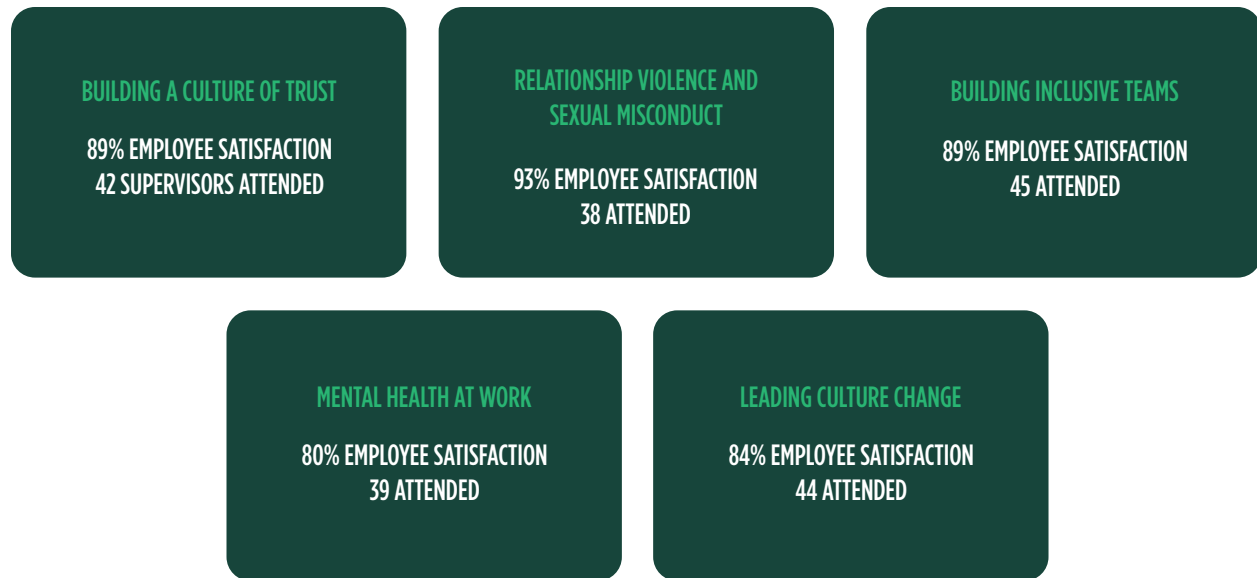 BUILDING A CULTURE OF TRUST
89% EMPLOYEE SATISFACTION
42 SUPERVISORS ATTENDED
RELATIONSHIP VIOLENCE AND
SEXUAL MISCONDUCT
93% EMPLOYEE SATISFACTION
38 ATTENDED
BUILDING INCLUSIVE TEAMS
89% EMPLOYEE SATISFACTION
45 ATTENDED
MENTAL HEALTH AT WORK
80% EMPLOYEE SATISFACTION
39 ATTENDED
LEADING CULTURE CHANGE
84% EMPLOYEE SATISFACTION
44 ATTENDED